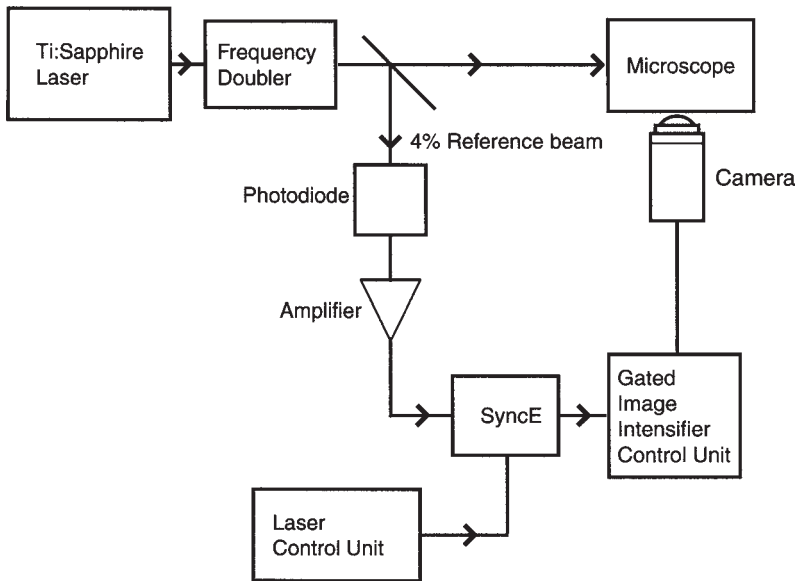 Ti:Sapphire
Laser
Frequency
Doubler
Microscope
4% Reference beam
Photodiode
Camera
Amplifier
SyncE
Gated
Image
Intensifier
Control Unit
Laser
Control Unit